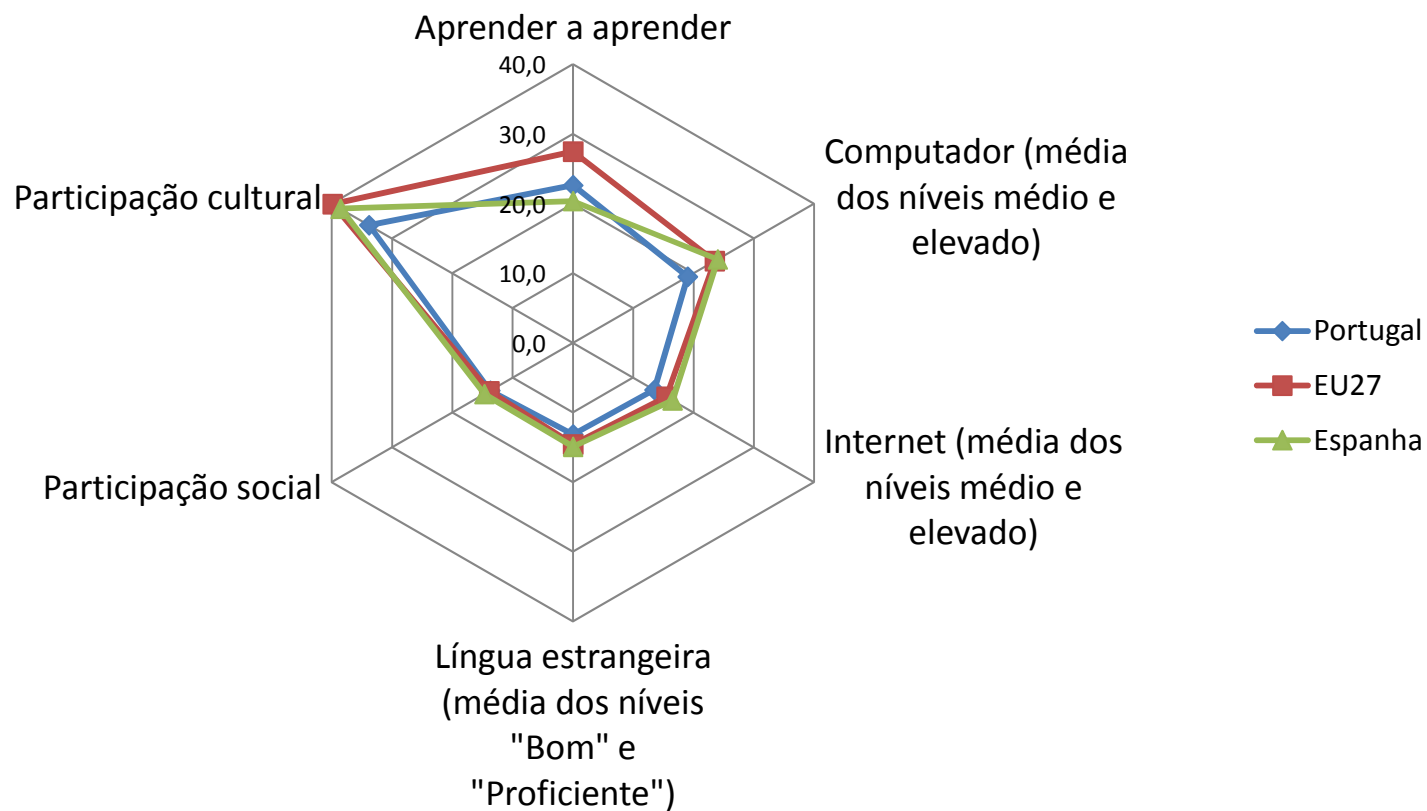 Aprender a aprender
40,0
30,0
20,0
10,0
0,0
Computador (média
dos níveis médio e
elevado)
Internet (média dos
níveis médio e
elevado)
Língua estrangeira
(média dos níveis
"Bom" e
"Proficiente")
Participação social
Participação cultural
Portugal
EU27
Espanha